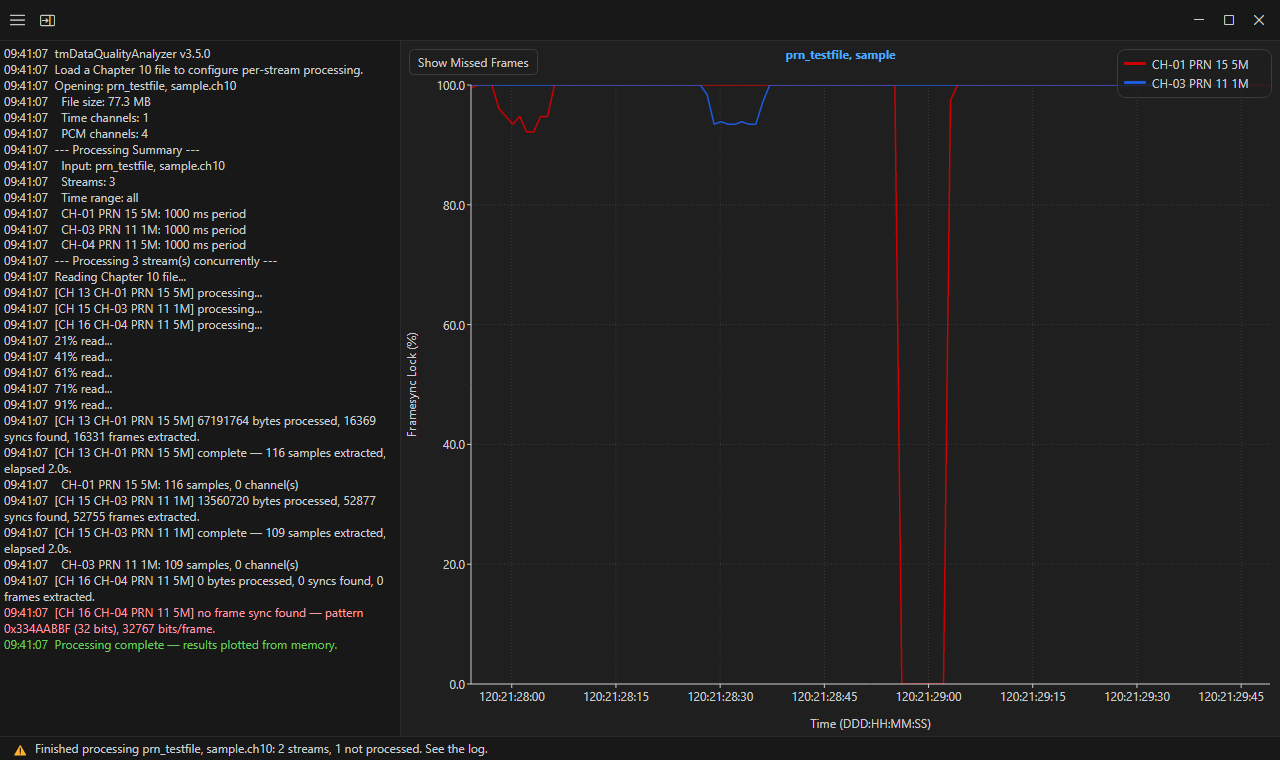 09:41:07 tmDataQualityAnalyzer v3.5.0
09:41:07 Load a Chapter 10 file to configure per-stream processing.
09:41:07 Opening: prn_testfile, sample.ch10
09:41:07 File size: 77.3 MB
09:41:07 Time channels: 1
09:41:07 PCM channels: 4
09:41:07 --- Processing Summary ---
09:41:07 Input: prn_testfile, sample.ch10
09:41:07 Streams: 3
09:41:07 Time range: all
09:41:07 CH-01 PRN 15 5M: 1000 ms period
09:41:07 CH-03 PRN 11 1M: 1000 ms period
09:41:07 CH-04 PRN 11 5M: 1000 ms period
09:41:07 --- Processing 3 stream(s) concurrently ---
09:41:07 Reading Chapter 10 file...
09:41:07 [CH 13 CH-01 PRN 15 5M] processing...
09:41:07 [CH 15 CH-03 PRN 11 1M] processing...
09:41:07 [CH 16 CH-04 PRN 11 5M] processing...
09:41:07 21% read...
09:41:07 41% read...
09:41:07 61% read...
09:41:07 71% read...
09:41:07 91% read...
09:41:07 [CH 13 CH-01 PRN 15 5M] 67191764 bytes processed, 16369
syncs found, 16331 frames extracted.
09:41:07 [CH 13 CH-01 PRN 15 5M] complete — 116 samples extracted,
elapsed 2.0s.
09:41:07 CH-01 PRN 15 5M: 116 samples, 0 channel(s)
09:41:07 [CH 15 CH-03 PRN 11 1M] 13560720 bytes processed, 52877
syncs found, 52755 frames extracted.
09:41:07 [CH 15 CH-03 PRN 11 1M] complete — 109 samples extracted,
elapsed 2.0s.
09:41:07 CH-03 PRN 11 1M: 109 samples, 0 channel(s)
09:41:07 [CH 16 CH-04 PRN 11 5M] 0 bytes processed, 0 syncs found, 0
frames extracted.
09:41:07 [CH 16 CH-04 PRN 11 5M] no frame sync found — pattern
0x334AABBF (32 bits), 32767 bits/frame.
09:41:07 Processing complete — results plotted from memory.
Show Missed Frames
prn_testfile, sample
CH-01 PRN 15 5M
CH-03 PRN 11 1M
100.0
80.0
60.0
40.0
20.0
0.0
Framesync Lock (%)
120:21:28:00
120:21:28:15
120:21:28:30
120:21:28:45
120:21:29:00
120:21:29:15
120:21:29:30
120:21:29:45
Time (DDD:HH:MM:SS)
Finished processing prn_testfile, sample.ch10: 2 streams, 1 not processed. See the log.